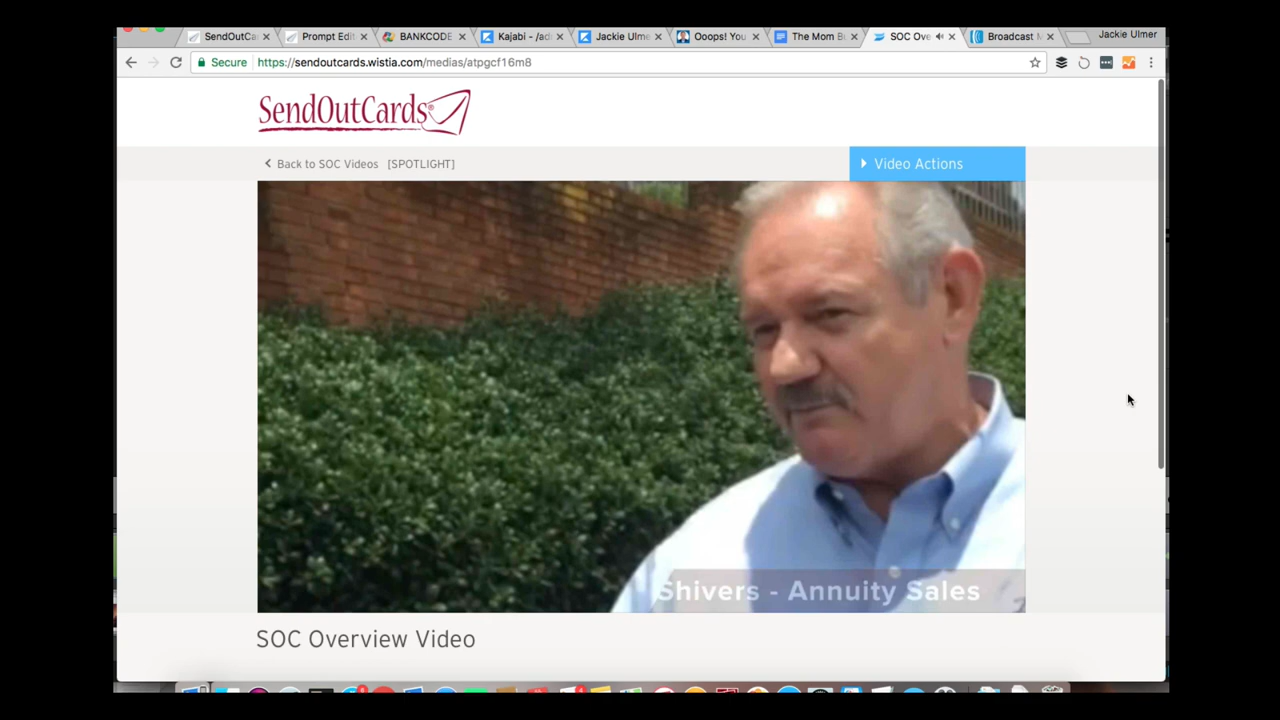 SendOutCa
Prompt Edit
BANKCODE
Kajabi - /ad
Jackie Ulme
Ooops! You
The Mom B
SOC Ove
Broadcast M
Jackie Ulmer
Secure
https://sendoutcards.wistia.com/medias/atpgcf16m8
SendOutCards®
Back to SOC Videos [SPOTLIGHT]
Video Actions
Shivers - Annuity Sales
SOC Overview Video